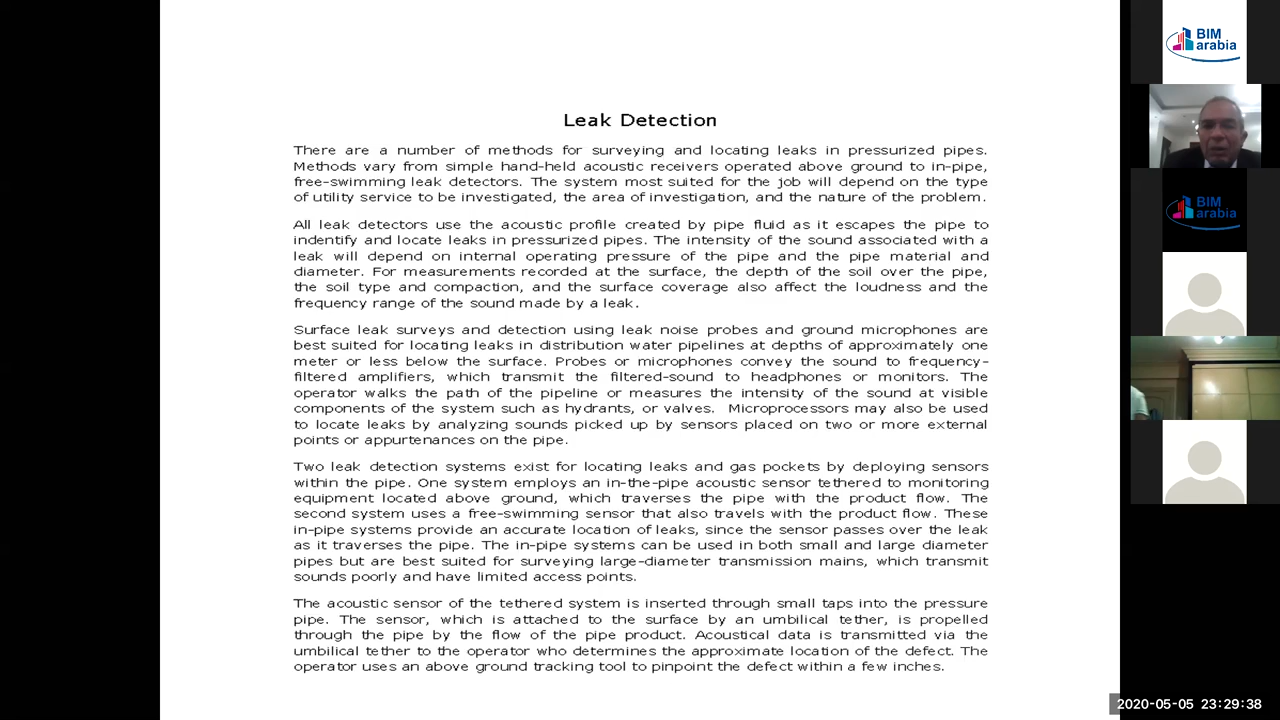 Leak Detection
There are a number of methods for surveying and locating leaks in pressurized pipes.
Methods vary from simple hand-held acoustic receivers operated above ground to in-pipe,
free-swimming leak detectors. The system most suited for the job will depend on the type
of utility service to be investigated, the area of investigation, and the nature of the problem.
All leak detectors use the acoustic profile created by pipe fluid as it escapes the pipe to
indentify and locate leaks in pressurized pipes. The intensity of the sound associated with a
leak will depend on internal operating pressure of the pipe and the pipe material and
diameter. For measurements recorded at the surface, the depth of the soil over the pipe,
the soil type and compaction, and the surface coverage also affect the loudness and the
frequency range of the sound made by a leak.
Surface leak surveys and detection using leak noise probes and ground microphones are
best suited for locating leaks in distribution water pipelines at depths of approximately one
meter or less below the surface. Probes or microphones convey the sound to frequency-
filtered amplifiers, which transmit the filtered-sound to headphones or monitors. The
operator walks the path of the pipeline or measures the intensity of the sound at visible
components of the system such as hydrants, or valves. Microprocessors may also be used
to locate leaks by analyzing sounds picked up by sensors placed on two or more external
points or appurtenances on the pipe.
Two leak detection systems exist for locating leaks and gas pockets by deploying sensors
within the pipe. One system employs an in-the-pipe acoustic sensor tethered to monitoring
equipment located above ground, which traverses the pipe with the product flow. The
second system uses a free-swimming sensor that also travels with the product flow. These
in-pipe systems provide an accurate location of leaks, since the sensor passes over the leak
as it traverses the pipe. The in-pipe systems can be used in both small and large diameter
pipes but are best suited for surveying large-diameter transmission mains, which transmit
sounds poorly and have limited access points.
The acoustic sensor of the tethered system is inserted through small taps into the pressure
pipe. The sensor, which is attached to the surface by an umbilical tether, is propelled
through the pipe by the flow of the pipe product. Acoustical data is transmitted via the
umbilical tether to the operator who determines the approximate location of the defect. The
operator uses an above ground tracking tool to pinpoint the defect within a few inches.
BIM
arabia
BIM
arabia
2020-05-05 23:29:38